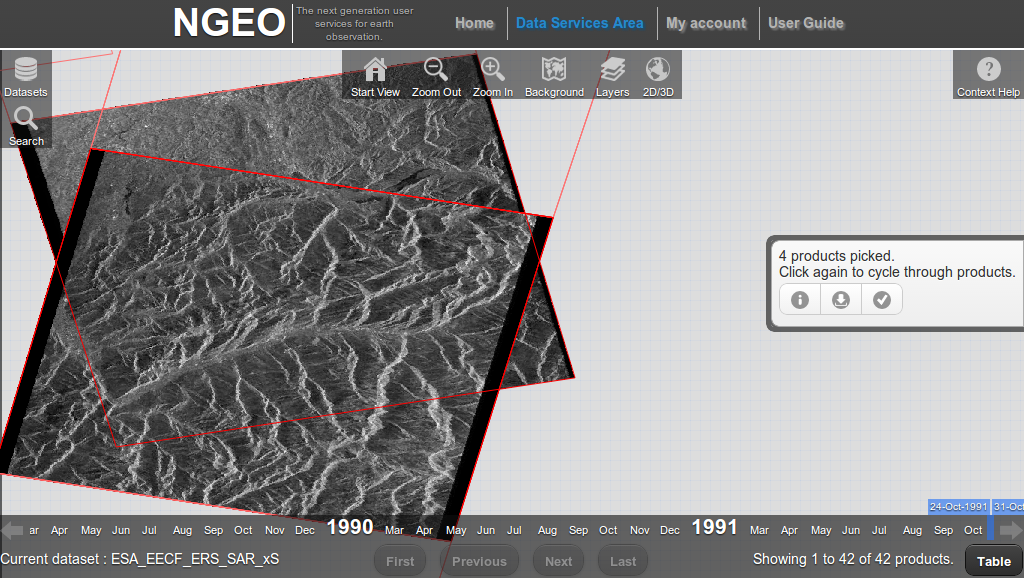 NGEO
The next generation user
services for earth
observation.
Home
Data Services Area
My account
User Guide
Datasets
Search
Start View
Zoom Out
Zoom In
Background
Layers
2D/3D
Context Help
4 products picked.
Click again to cycle through products.
24-Oct-1991
31-Oct
ar Apr May Jun Jul Aug Sep Oct Nov Dec 1990 Mar Apr May Jun Jul Aug Sep Oct Nov Dec 1991 Mar Apr May Jun Jul Aug Sep Oct
Current dataset : ESA_EECF_ERS_SAR_xS
First
Previous
Next
Last
Showing 1 to 42 of 42 products.
Table